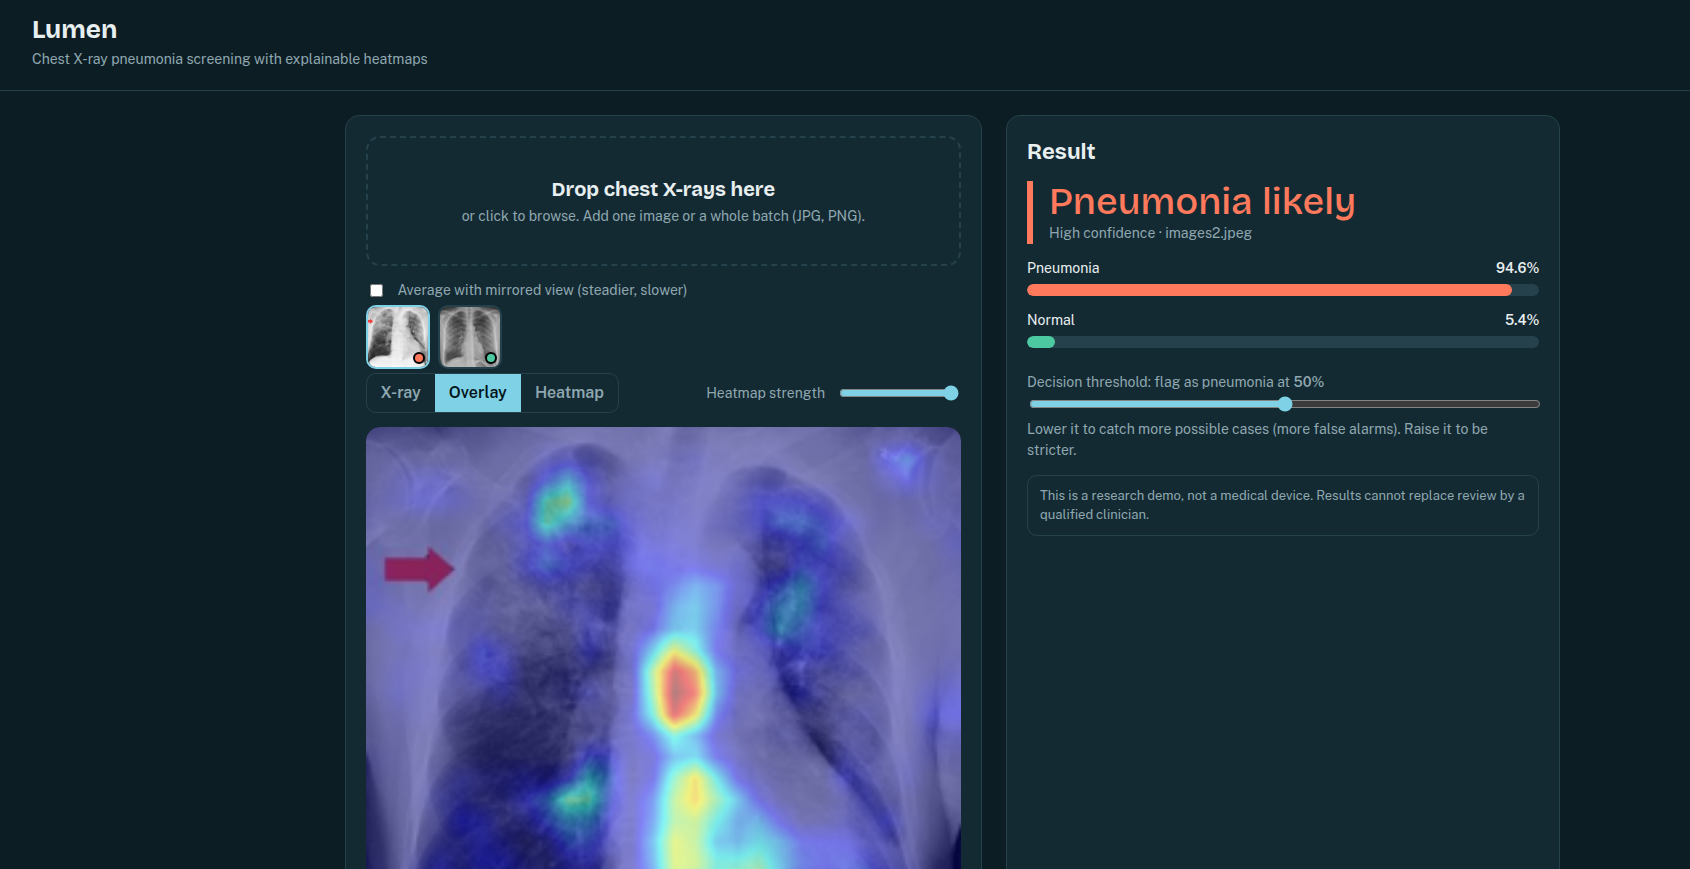 Lumen
Chest X-ray pneumonia screening with explainable heatmaps
Drop chest X-rays here
or click to browse. Add one image or a whole batch (JPG, PNG).
Average with mirrored view (steadier, slower)
X-ray
Overlay
Heatmap
Heatmap strength
Result
Pneumonia likely
High confidence · images2.jpeg
Pneumonia 94.6%
Normal 5.4%
Decision threshold: flag as pneumonia at 50%
Lower it to catch more possible cases (more false alarms). Raise it to be
stricter.
This is a research demo, not a medical device. Results cannot replace review by a
qualified clinician.